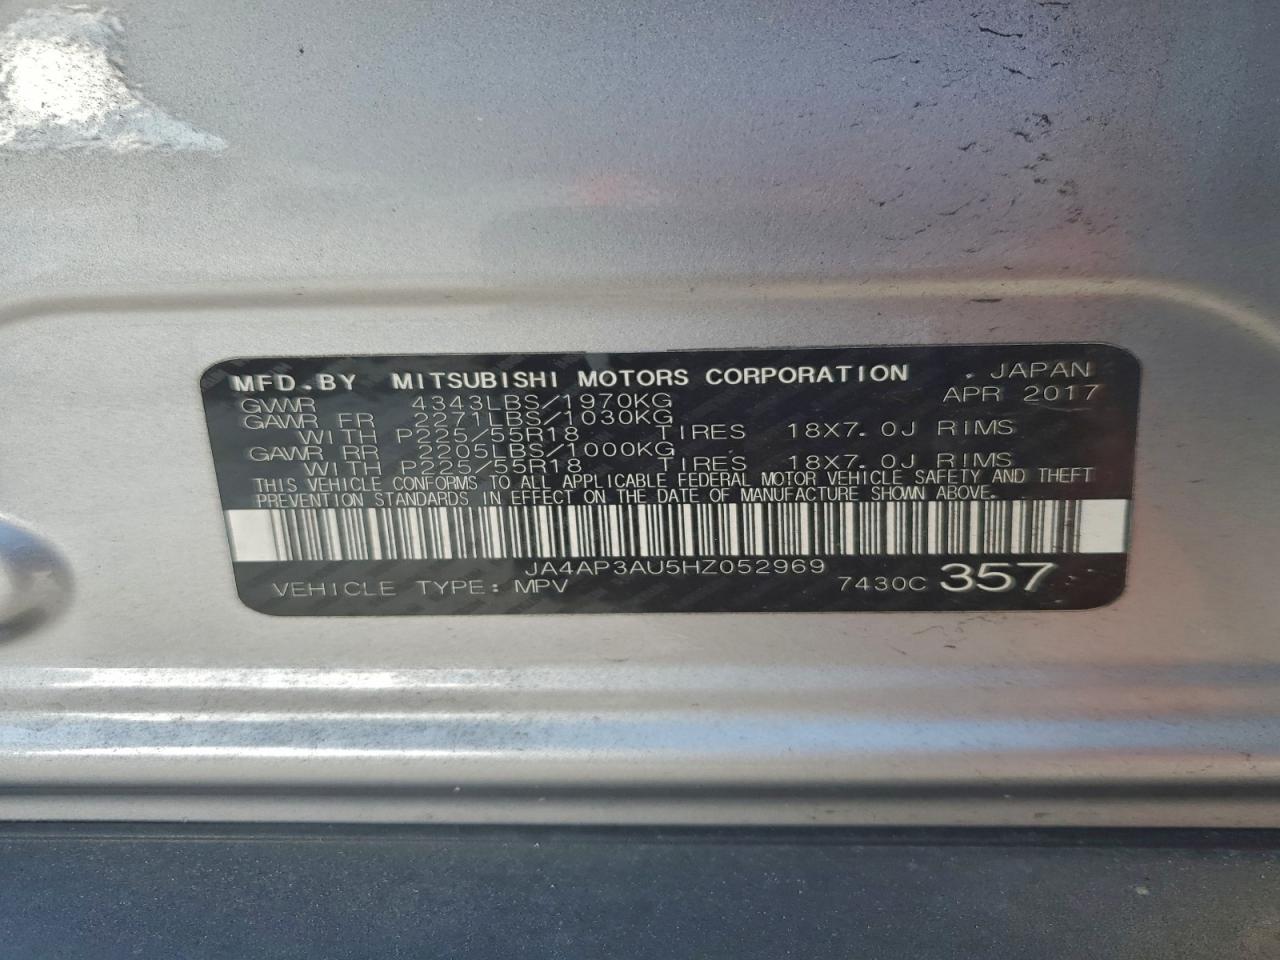 MFD. BY MITSUBISHI MOTORS CORPORATION . JAPAN
GVWR 4343LBS/1970KG APR 2017
GAWR FR 2271LBS/1030KG
WITH P225/55R18 TIRES 18X7.0J RIMS
GAWR RR 2205LBS/1000KG
WITH P225/55R18 TIRES 18X7.0J RIMS
THIS VEHICLE CONFORMS TO ALL APPLICABLE FEDERAL MOTOR VEHICLE SAFETY AND THEFT
PREVENTION STANDARDS IN EFFECT ON THE DATE OF MANUFACTURE SHOWN ABOVE.
JA4AP3AU5HZ052969
VEHICLE TYPE: MPV 7430C 357